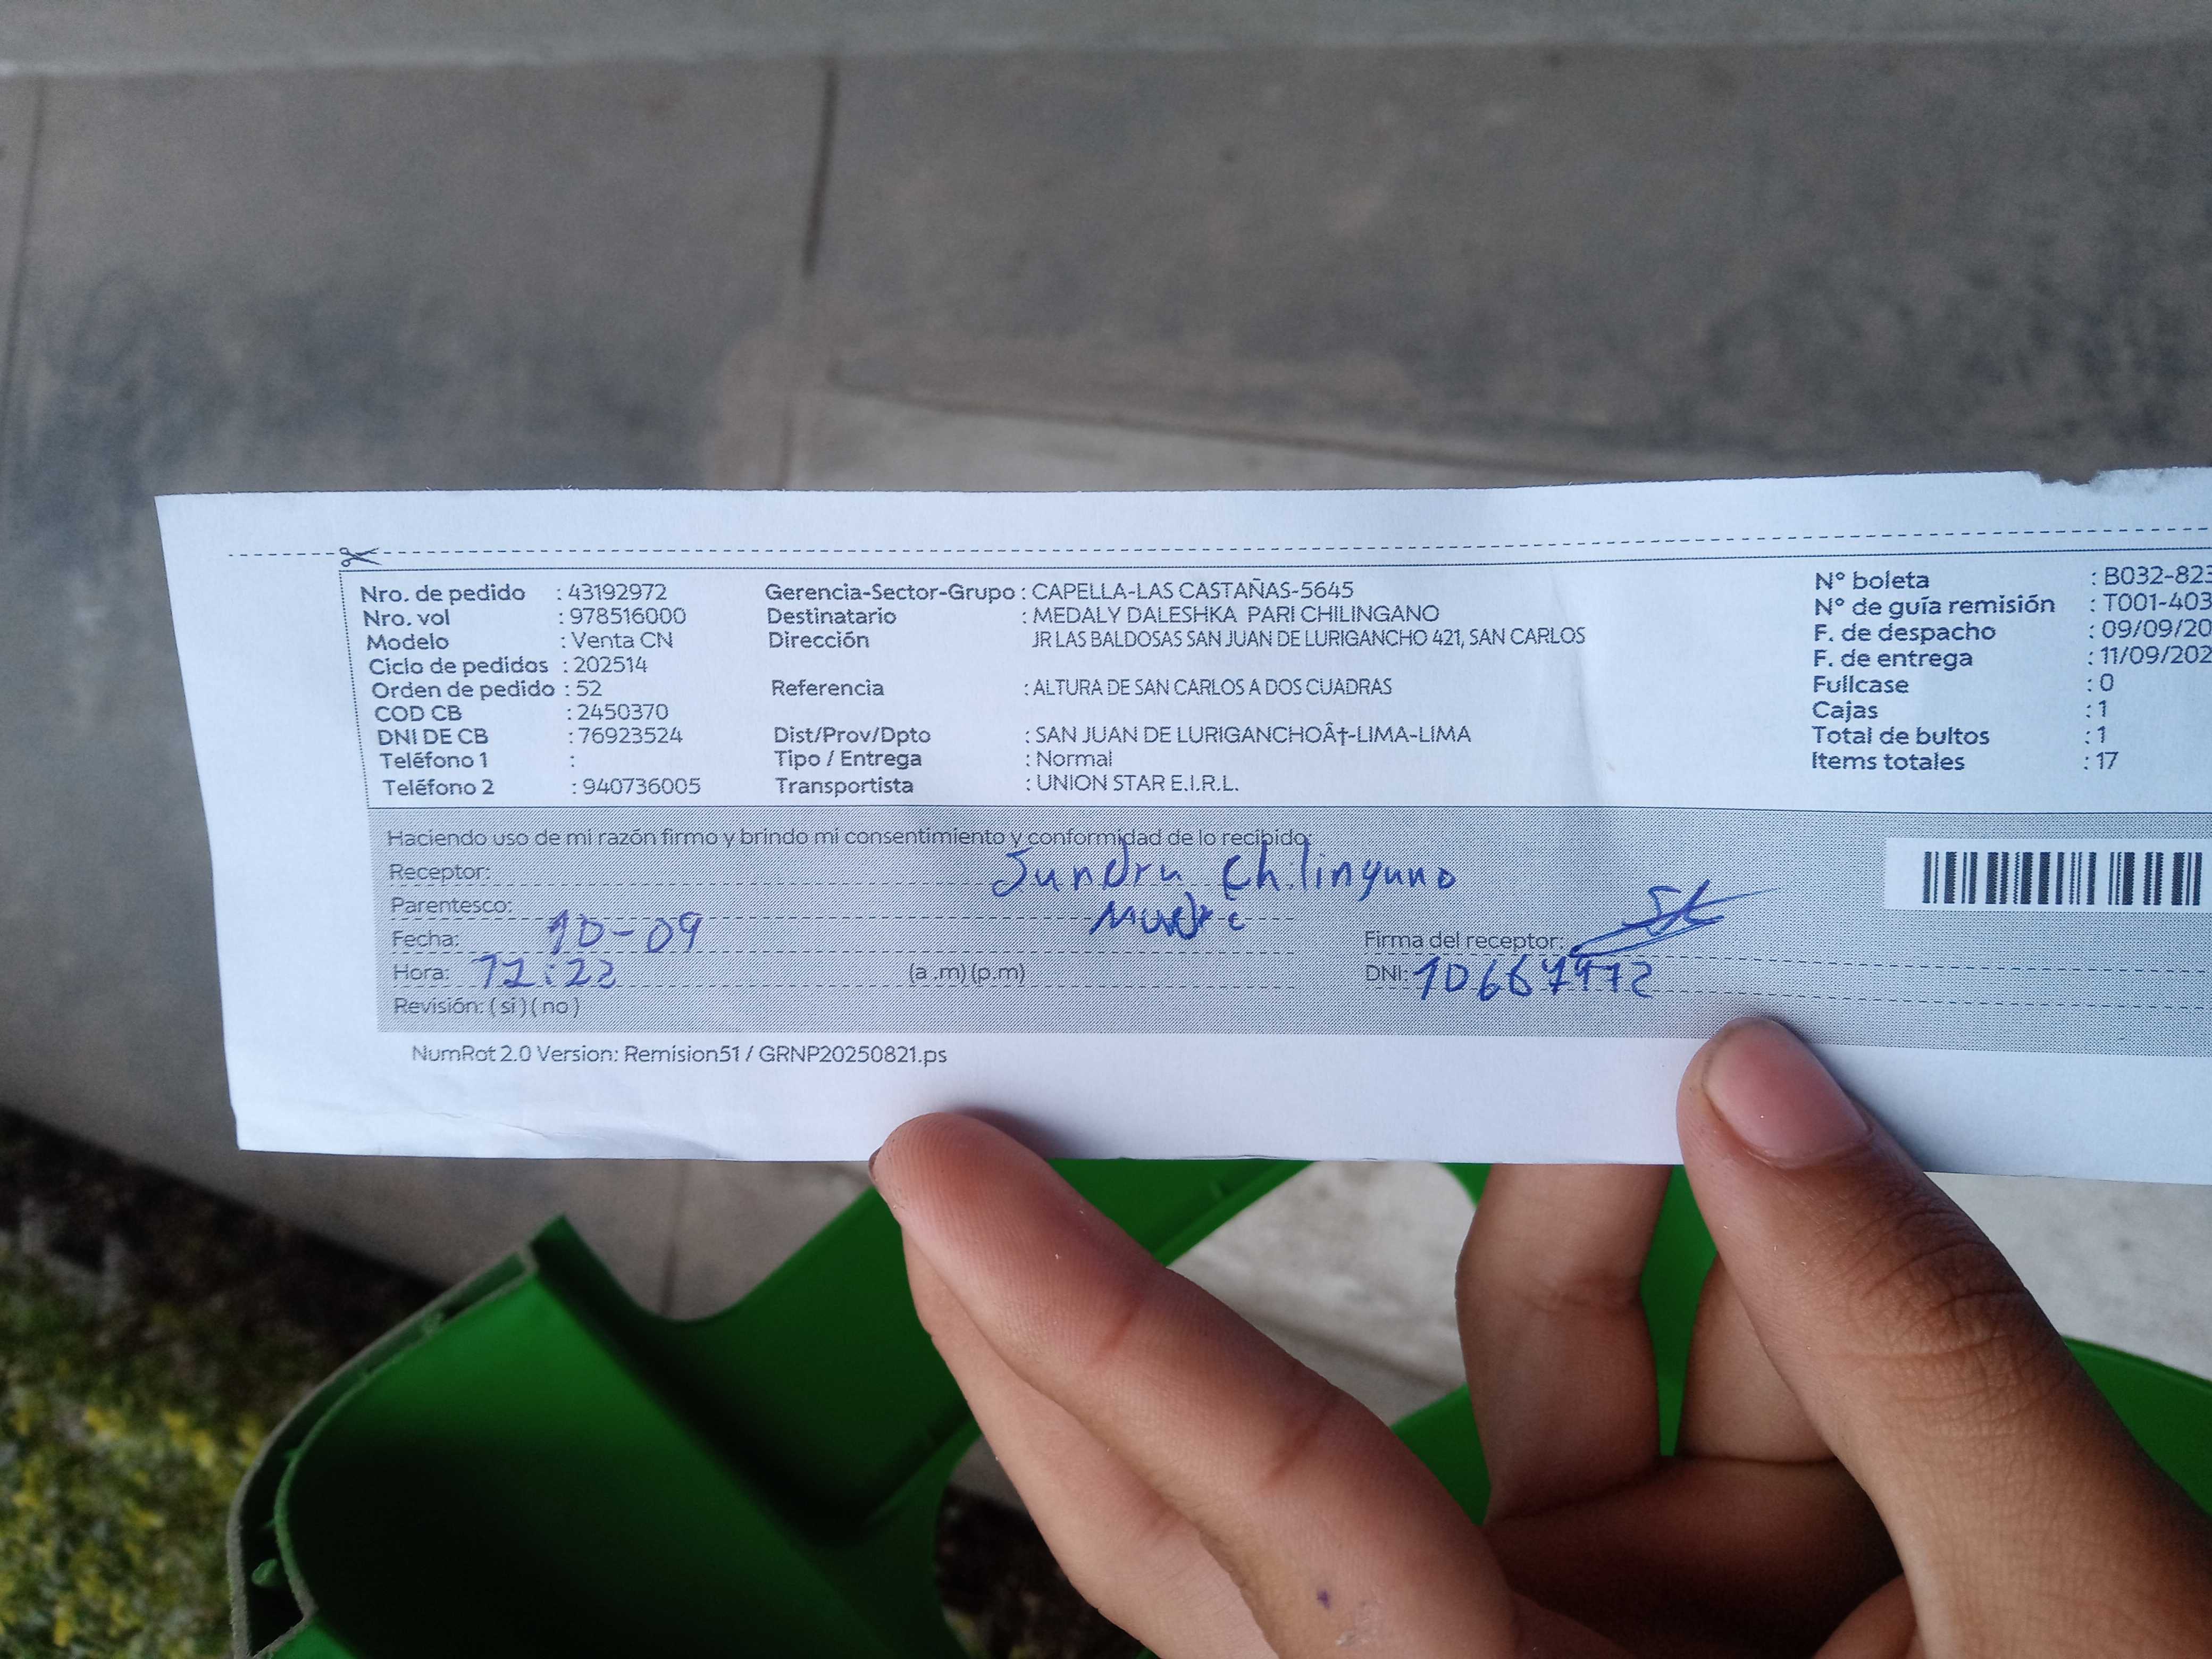 Nro. de pedido : 43192972
Nro. vol : 978516000
Modelo : Venta CN
Ciclo de pedidos : 202514
Orden de pedido : 52
COD CB : 2450370
DNI DE CB : 76923524
Teléfono 1 :
Teléfono 2 : 940736005
Gerencia-Sector-Grupo : CAPELLA-LAS CASTAÑAS-5645
Destinatario : MEDALY DALESHKA PARI CHILINGANO
Dirección JR LAS BALDOSAS SAN JUAN DE LURIGANCHO 421, SAN CARLOS
Referencia : ALTURA DE SAN CARLOS A DOS CUADRAS
Dist/Prov/Dpto : SAN JUAN DE LURIGANCHOÂ†-LIMA-LIMA
Tipo / Entrega : Normal
Transportista : UNION STAR E.I.R.L.
N° boleta : B032-823
N° de guía remisión : T001-403
F. de despacho : 09/09/20
F. de entrega : 11/09/202
Fullcase : 0
Cajas : 1
Total de bultos : 1
Items totales : 17
Haciendo uso de mi razón firmo y brindo mi consentimiento y conformidad de lo recibido:
Receptor: Sandra Chilingano
Parentesco: Madre
Fecha: 10-09
Hora: 12:23 (a .m) (p.m)
Revisión: ( si ) ( no )
Firma del receptor:
DNI:
NumRot 2.0 Version: Remision51 / GRNP20250821.ps